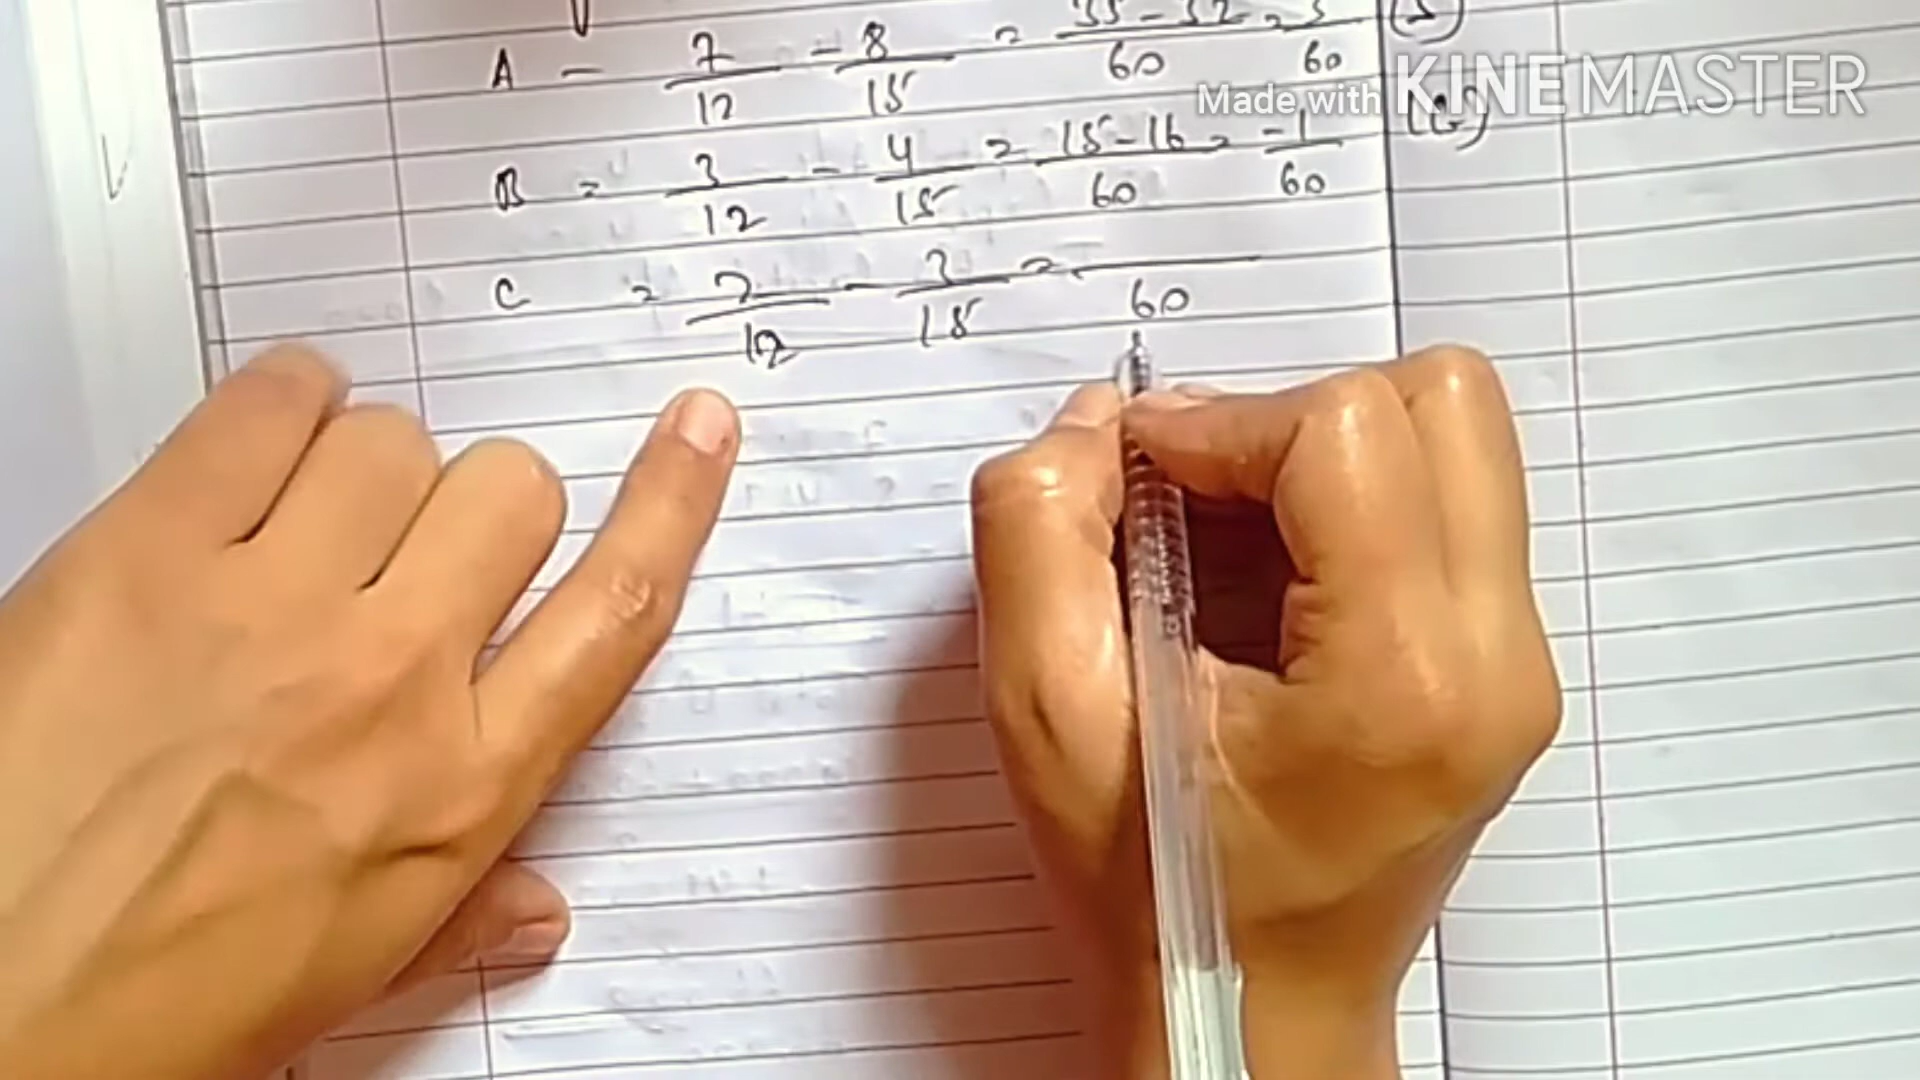 A - 7/12 - 8/15 = 35-32/60 = 3/60 (S)
Made with KINEMASTER
B = 3/12 - 4/15 = 15-16/60 = -1/60 (G)
C = 2/12 - 3/15 = /60